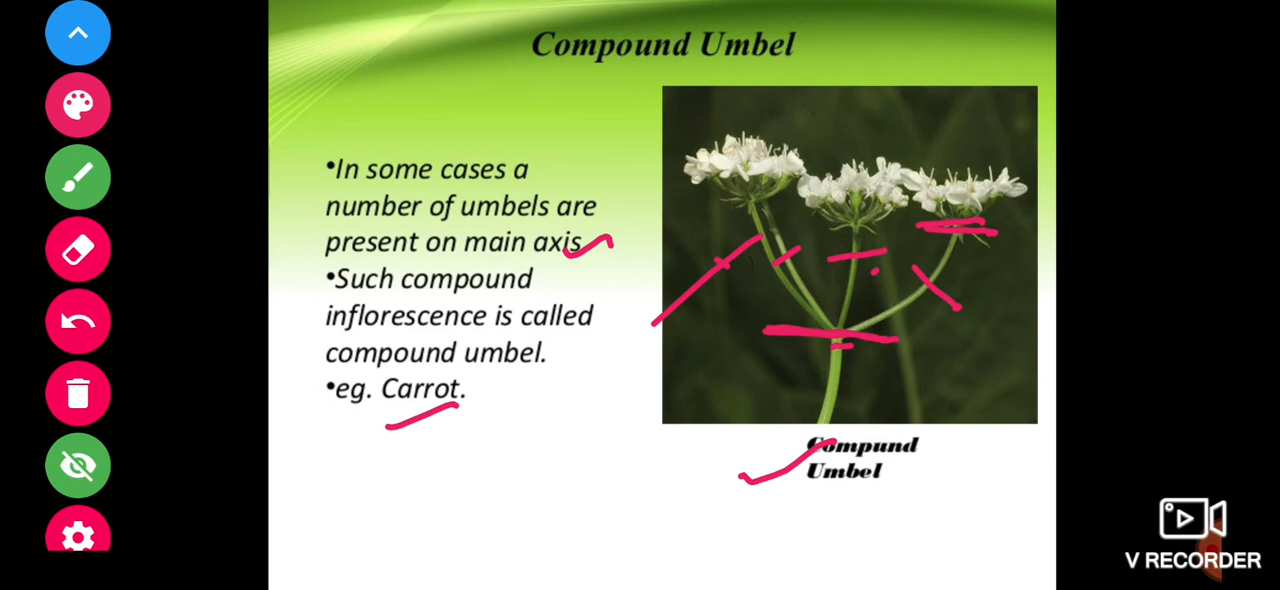 Compound Umbel
•In some cases a
number of umbels are
present on main axis
•Such compound
inflorescence is called
compound umbel.
•eg. Carrot.
Compund
Umbel
V RECORDER